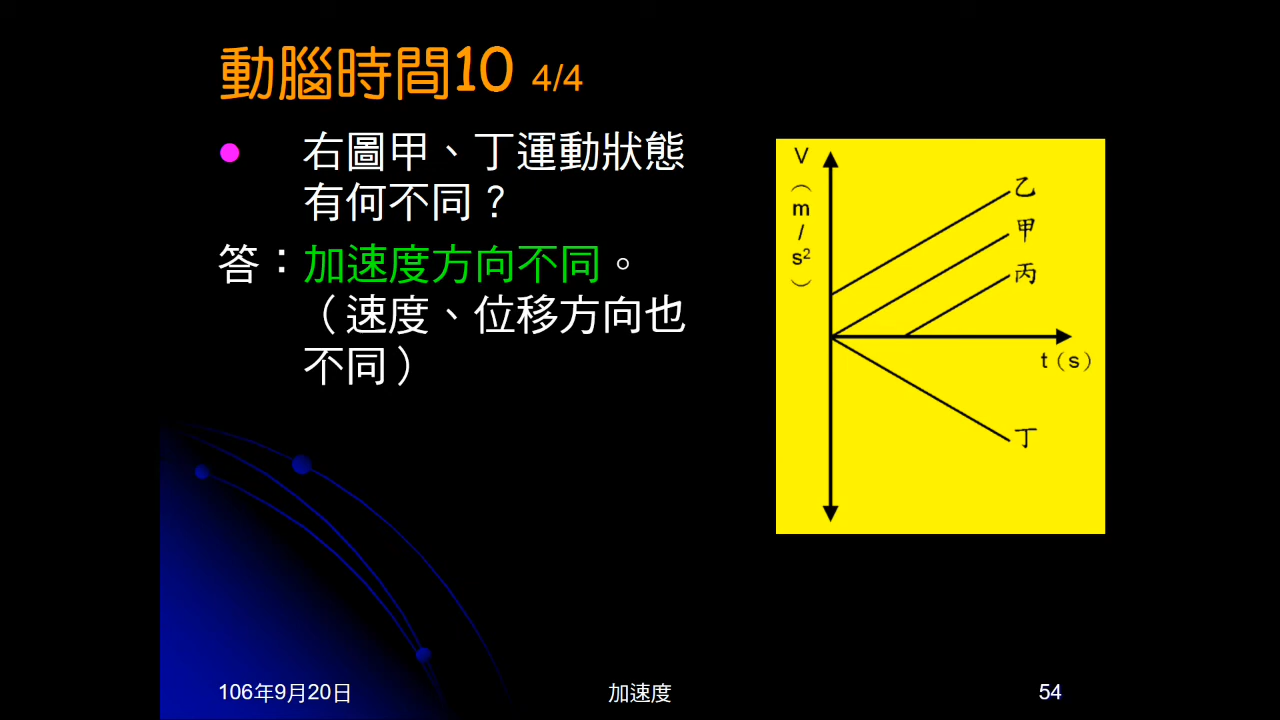 動腦時間10 4/4
右圖甲、丁運動狀態
有何不同？
答：加速度方向不同。
（速度、位移方向也
不同）
V
（
m
/
s²
）
乙
甲
丙
t（s）
丁
106年9月20日
加速度
54